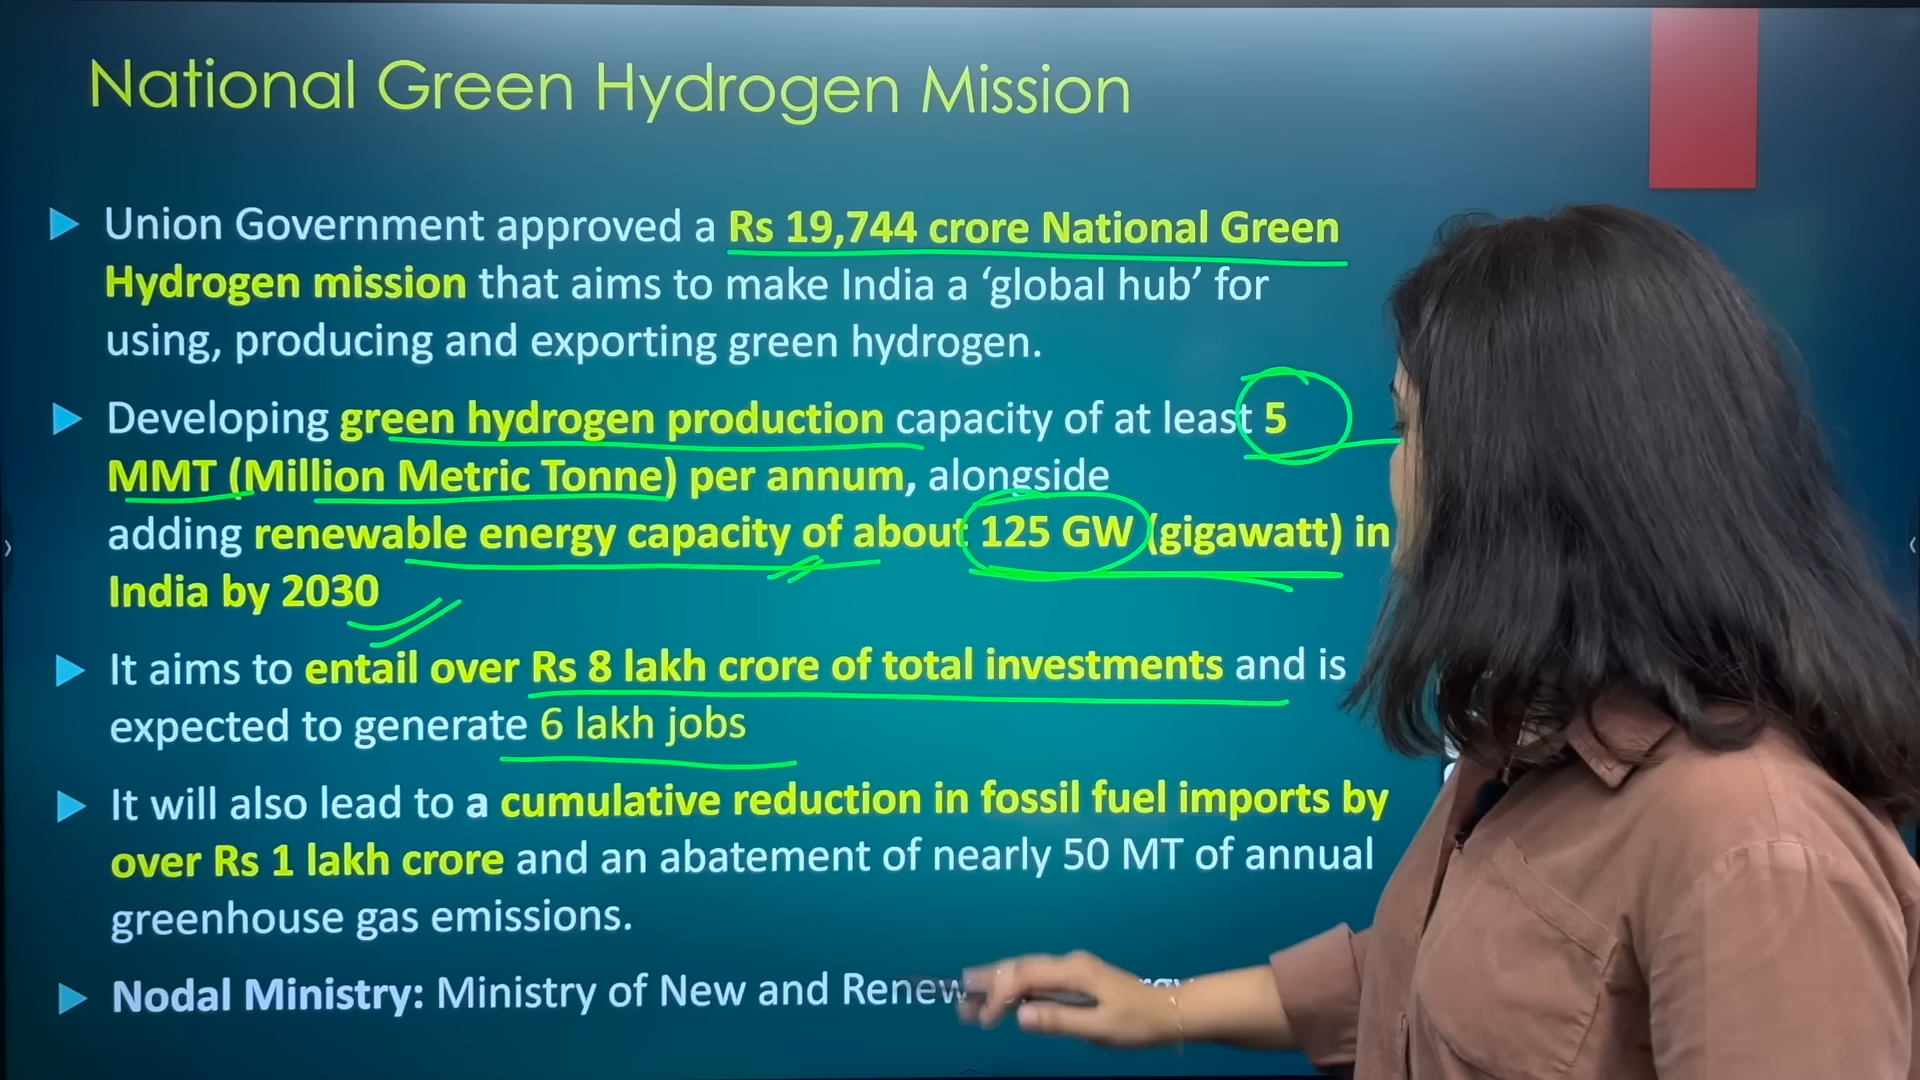 National Green Hydrogen Mission
Union Government approved a Rs 19,744 crore National Green
Hydrogen mission that aims to make India a ‘global hub’ for
using, producing and exporting green hydrogen.
Developing green hydrogen production capacity of at least 5
MMT (Million Metric Tonne) per annum, alongside
adding renewable energy capacity of about 125 GW (gigawatt) in
India by 2030
It aims to entail over Rs 8 lakh crore of total investments and is
expected to generate 6 lakh jobs
It will also lead to a cumulative reduction in fossil fuel imports by
over Rs 1 lakh crore and an abatement of nearly 50 MT of annual
greenhouse gas emissions.
Nodal Ministry: Ministry of New and